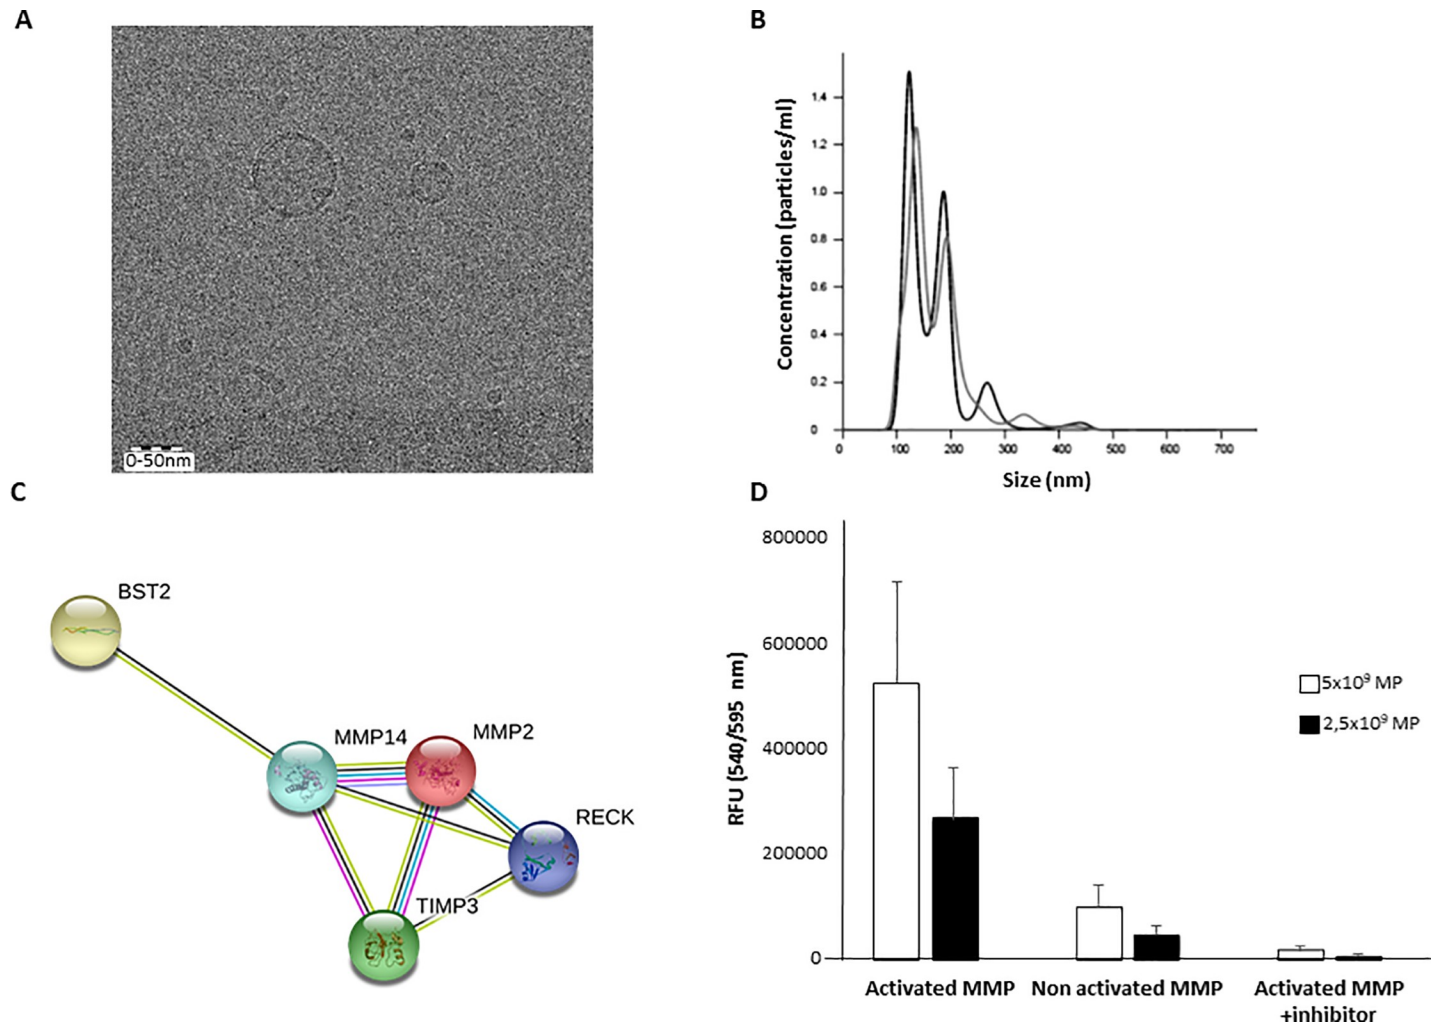 A
0-50nm
B
Concentration (particles/ml)
1.4
1.2
1.0
0.8
0.6
0.4
0.2
0
0 100 200 300 400 500 600 700
Size (nm)
C
BST2
MMP14
MMP2
RECK
TIMP3
D
RFU (540/595 nm)
800000
600000
400000
200000
0
5x10⁹ MP
2,5x10⁹ MP
Activated MMP Non activated MMP Activated MMP
+inhibitor